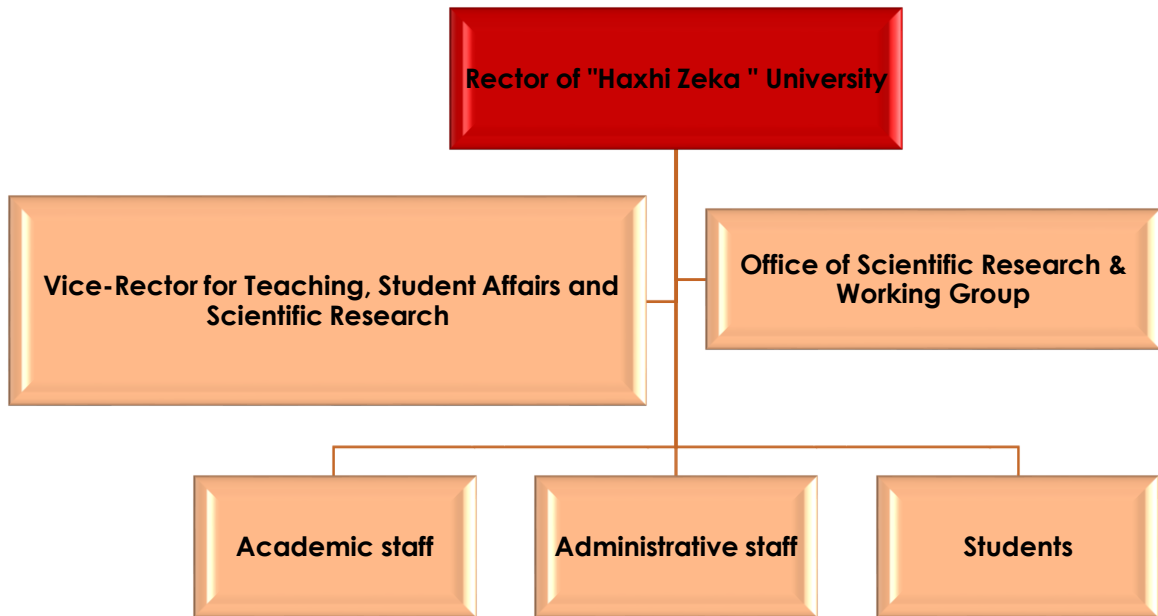 Rector of "Haxhi Zeka " University
Vice-Rector for Teaching, Student Affairs and
Scientific Research
Office of Scientific Research &
Working Group
Academic staff
Administrative staff
Students